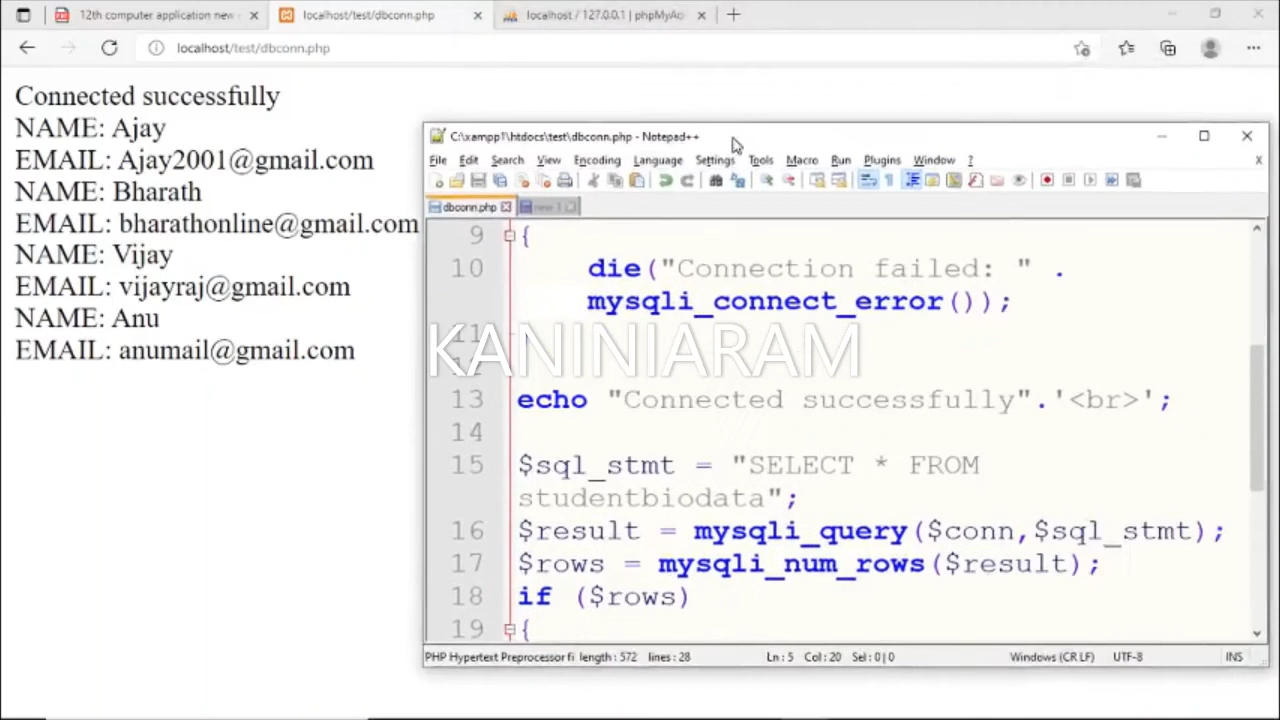 12th computer application new
localhost/test/dbconn.php
localhost / 127.0.0.1 | phpMyAd
localhost/test/dbconn.php
Connected successfully
NAME: Ajay
EMAIL: Ajay2001@gmail.com
NAME: Bharath
EMAIL: bharathonline@gmail.com
NAME: Vijay
EMAIL: vijayraj@gmail.com
NAME: Anu
EMAIL: anumail@gmail.com
C:\xampp1\htdocs\test\dbconn.php - Notepad++
File Edit Search View Encoding Language Settings Tools Macro Run Plugins Window ? X
dbconn.php new 1
9 {
10 die("Connection failed: " .
mysqli_connect_error());
11
KANINIARAM
13 echo "Connected successfully".'<br>';
14
15 $sql_stmt = "SELECT * FROM
studentbiodata";
16 $result = mysqli_query($conn,$sql_stmt);
17 $rows = mysqli_num_rows($result);
18 if ($rows)
19 {
PHP Hypertext Preprocessor fi length : 572 lines : 28 Ln : 5 Col : 20 Sel : 0 | 0 Windows (CR LF) UTF-8 INS